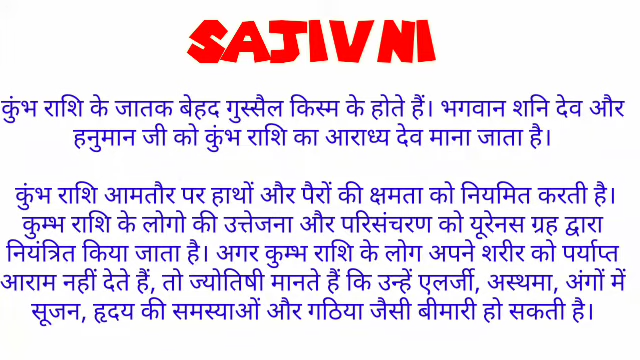 SAJIVNI
कुंभ राशि के जातक बेहद गुस्सैल किस्म के होते हैं। भगवान शनि देव और
हनुमान जी को कुंभ राशि का आराध्य देव माना जाता है।
कुंभ राशि आमतौर पर हाथों और पैरों की क्षमता को नियमित करती है।
कुम्भ राशि के लोगो की उत्तेजना और परिसंचरण को यूरेनस ग्रह द्वारा
नियंत्रित किया जाता है। अगर कुम्भ राशि के लोग अपने शरीर को पर्याप्त
आराम नहीं देते हैं, तो ज्योतिषी मानते हैं कि उन्हें एलर्जी, अस्थमा, अंगों में
सूजन, हृदय की समस्याओं और गठिया जैसी बीमारी हो सकती है।